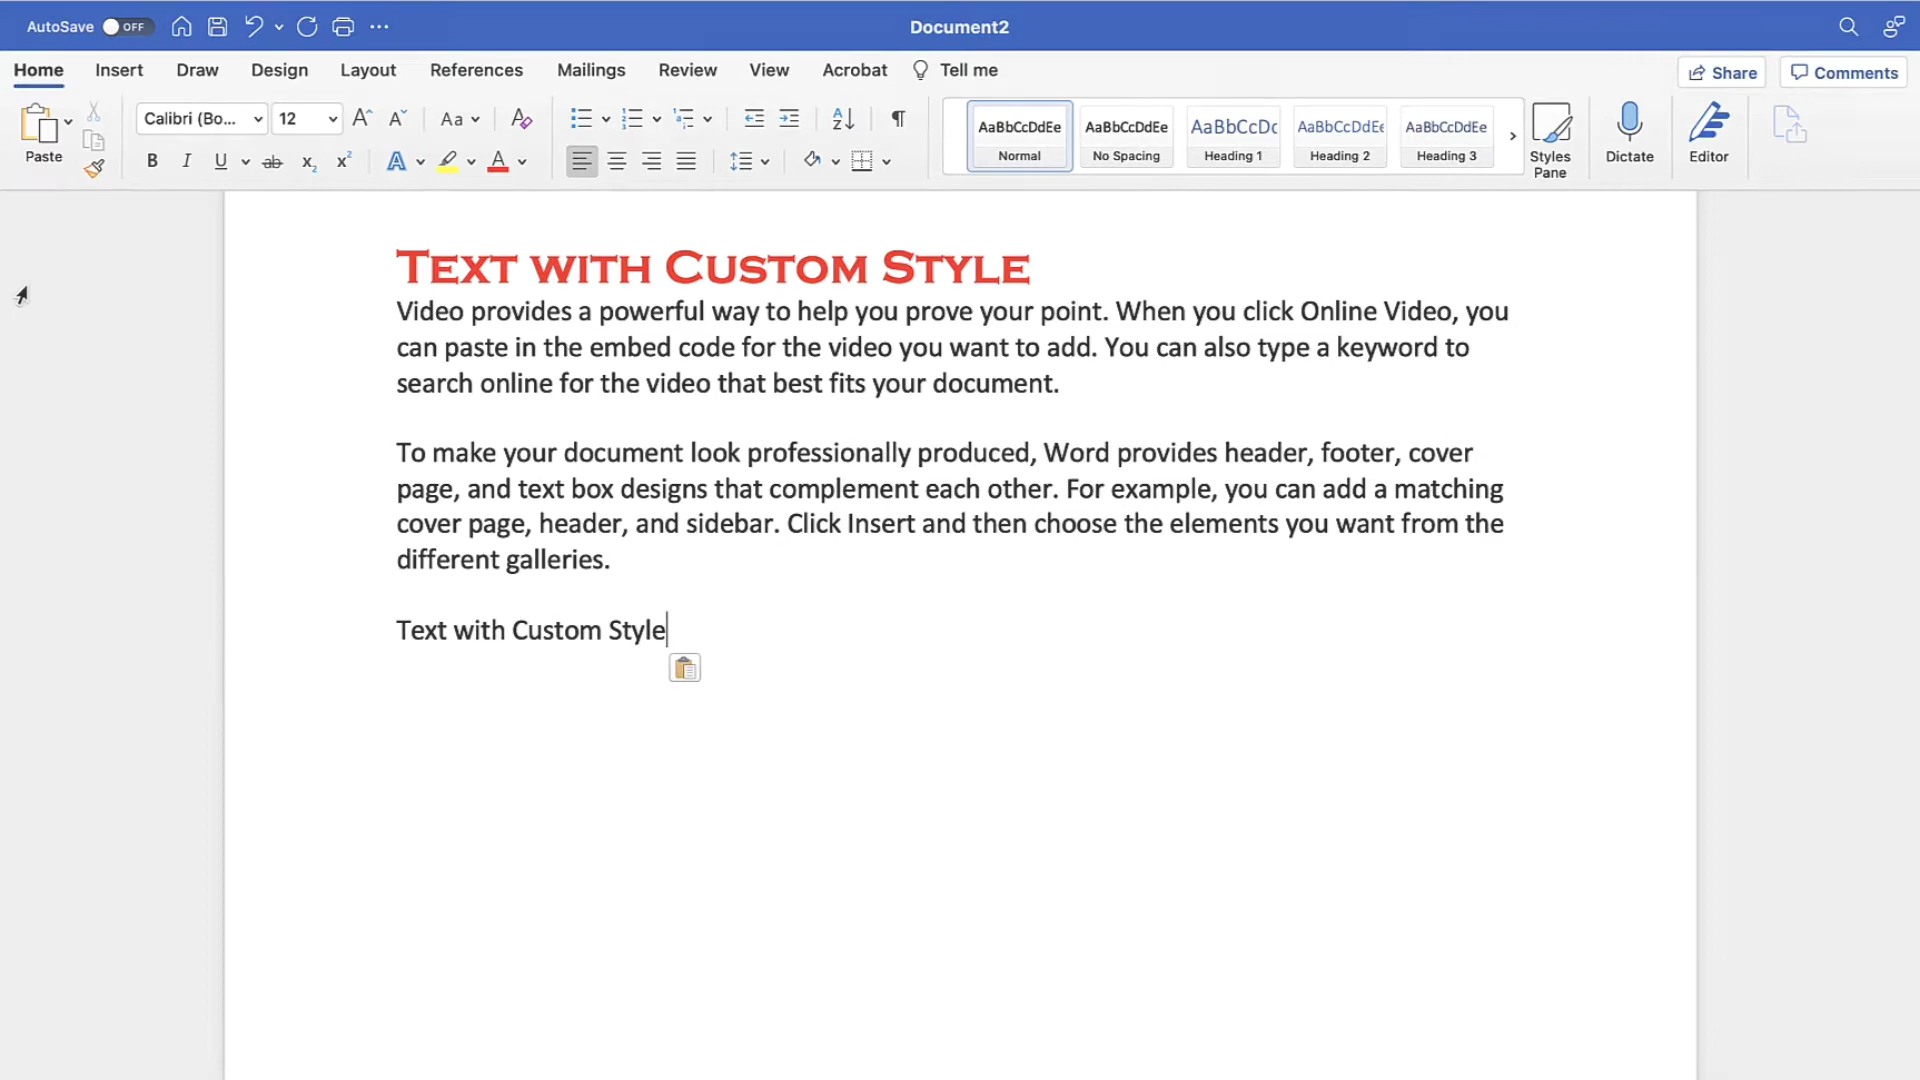 AutoSave OFF Document2
Home Insert Draw Design Layout References Mailings Review View Acrobat Tell me Share Comments
Calibri (Bo... 12 Aa AaBbCcDdEe AaBbCcDdEe AaBbCcDc AaBbCcDdEe AaBbCcDdEe
Paste B I U ab x₂ x² A A Normal No Spacing Heading 1 Heading 2 Heading 3 Styles Pane Dictate Editor
Text with Custom Style
Video provides a powerful way to help you prove your point. When you click Online Video, you
can paste in the embed code for the video you want to add. You can also type a keyword to
search online for the video that best fits your document.
To make your document look professionally produced, Word provides header, footer, cover
page, and text box designs that complement each other. For example, you can add a matching
cover page, header, and sidebar. Click Insert and then choose the elements you want from the
different galleries.
Text with Custom Style